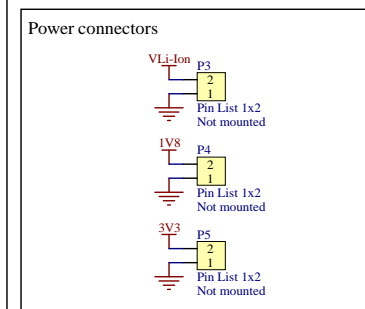 Power connectors
VLi-Ion
P3
2
1
Pin List 1x2
Not mounted
1V8
P4
2
1
Pin List 1x2
Not mounted
3V3
P5
2
1
Pin List 1x2
Not mounted